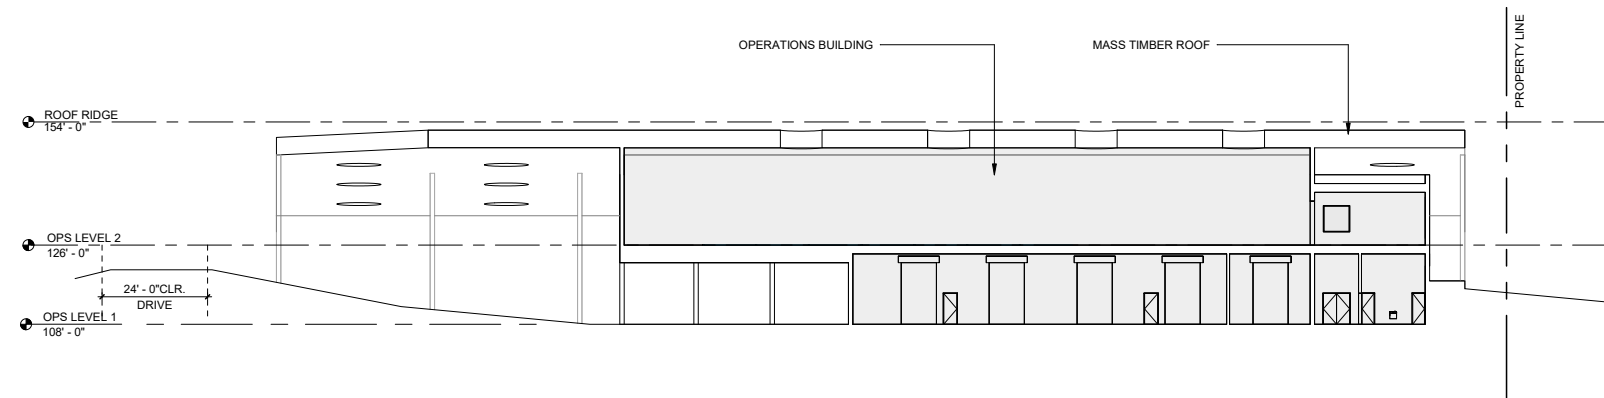 OPERATIONS BUILDING
MASS TIMBER ROOF
PROPERTY LINE
ROOF RIDGE
154' - 0"
OPS LEVEL 2
126' - 0"
24' - 0"CLR.
DRIVE
OPS LEVEL 1
108' - 0"